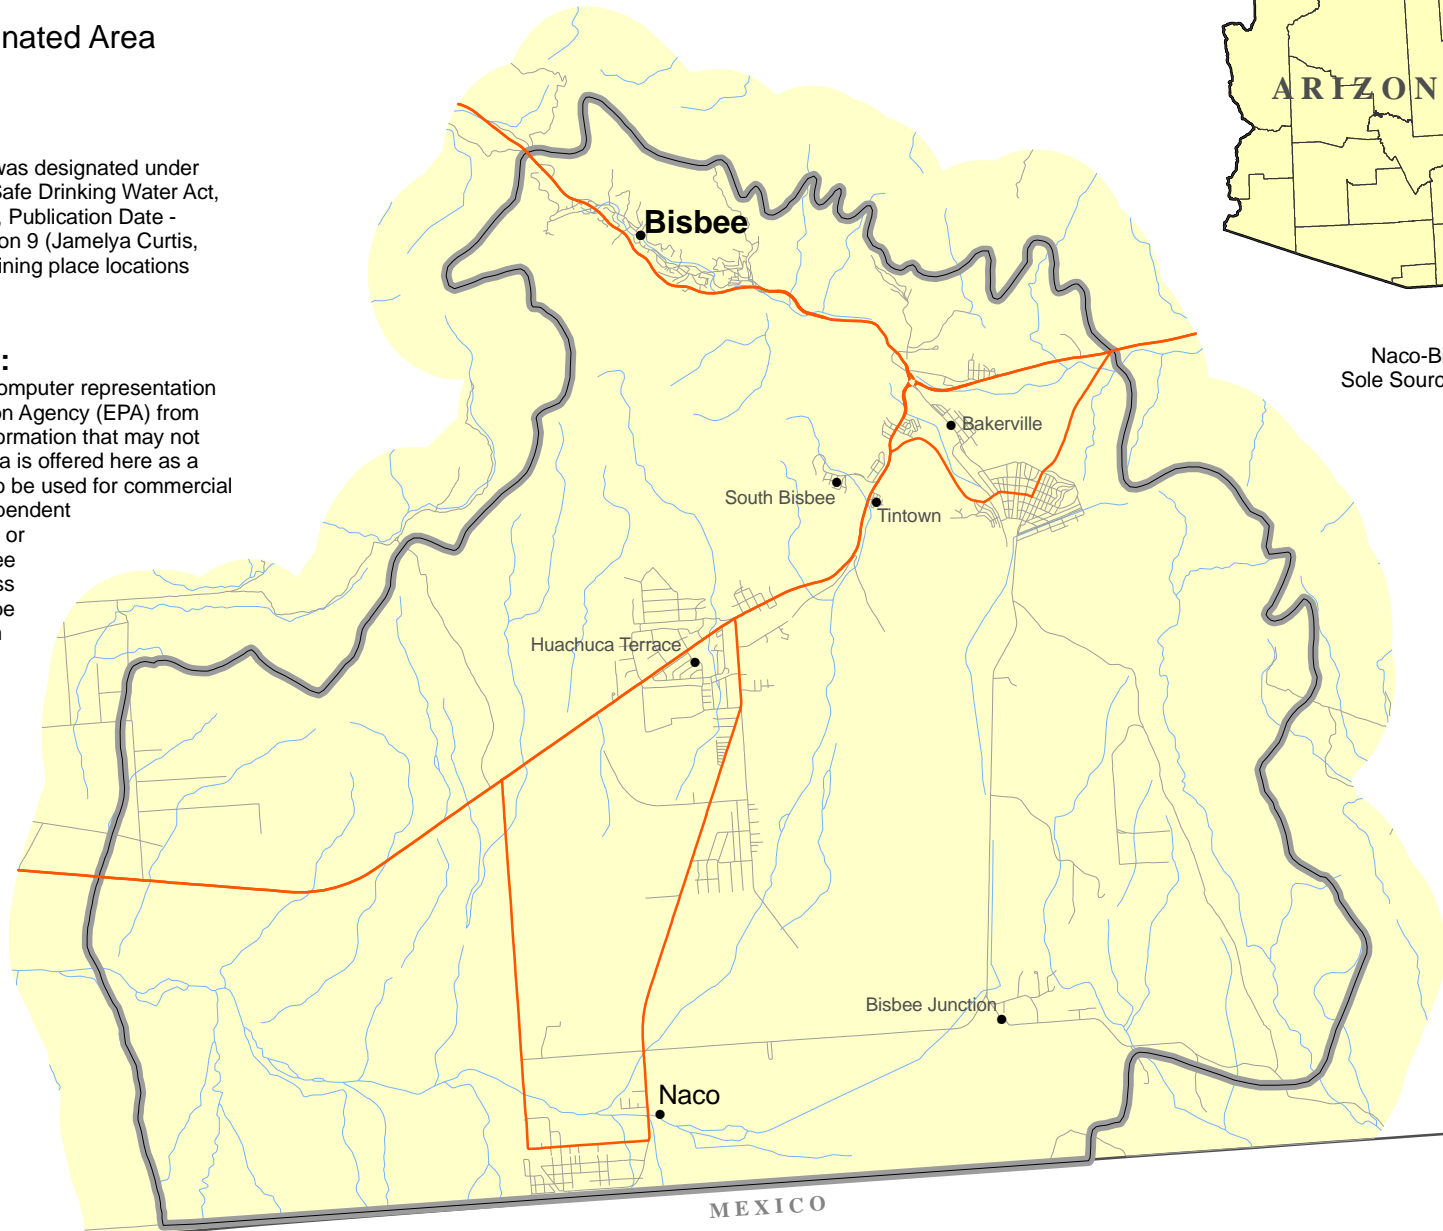 nated Area
was designated under
Safe Drinking Water Act,
, Publication Date -
on 9 (Jamelya Curtis,
ining place locations
:
omputer representation
on Agency (EPA) from
ormation that may not
a is offered here as a
o be used for commercial
pendent
or
ee
ss
be
n
ARIZON
Naco-Bi
Sole Sourc
Bisbee
Bakerville
South Bisbee
Tintown
Huachuca Terrace
Bisbee Junction
Naco
MEXICO